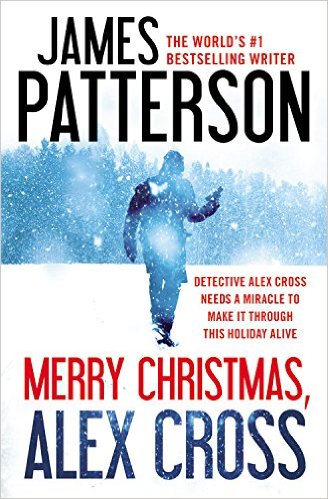 JAMES
THE WORLD'S #1
BESTSELLING WRITER
PATTERSON
DETECTIVE ALEX CROSS
NEEDS A MIRACLE TO
MAKE IT THROUGH
THIS HOLIDAY ALIVE
MERRY CHRISTMAS,
ALEX CROSS